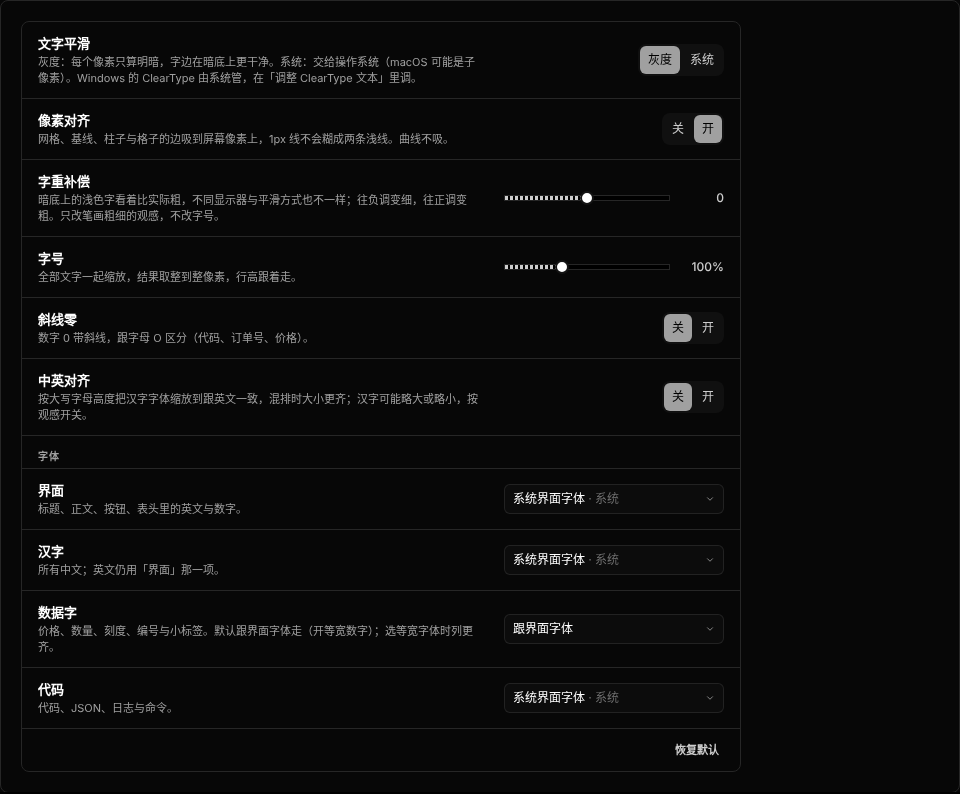 文字平滑
灰度：每个像素只算明暗，字边在暗底上更干净。系统：交给操作系统（macOS 可能是子
像素）。Windows 的 ClearType 由系统管，在「调整 ClearType 文本」里调。
灰度 系统
像素对齐
网格、基线、柱子与格子的边吸到屏幕像素上，1px 线不会糊成两条浅线。曲线不吸。
关 开
字重补偿
暗底上的浅色字看着比实际粗，不同显示器与平滑方式也不一样；往负调变细，往正调变
粗。只改笔画粗细的观感，不改字号。
0
字号
全部文字一起缩放，结果取整到整像素，行高跟着走。
100%
斜线零
数字 0 带斜线，跟字母 O 区分（代码、订单号、价格）。
关 开
中英对齐
按大写字母高度把汉字字体缩放到跟英文一致，混排时大小更齐；汉字可能略大或略小，按
观感开关。
关 开
字体
界面
标题、正文、按钮、表头里的英文与数字。
系统界面字体 · 系统
汉字
所有中文；英文仍用「界面」那一项。
系统界面字体 · 系统
数据字
价格、数量、刻度、编号与小标签。默认跟界面字体走（开等宽数字）；选等宽字体时列更
齐。
跟界面字体
代码
代码、JSON、日志与命令。
系统界面字体 · 系统
恢复默认